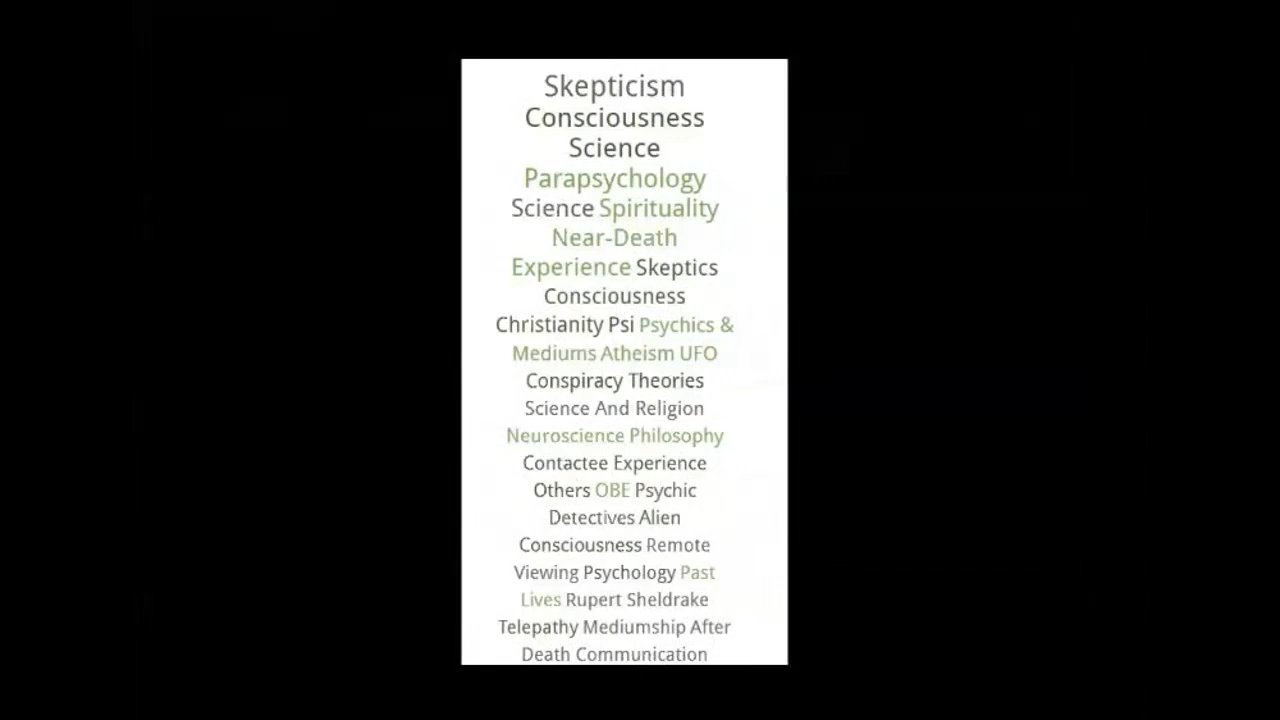 Skepticism
Consciousness
Science
Parapsychology
Science Spirituality
Near-Death
Experience Skeptics
Consciousness
Christianity Psi Psychics &
Mediums Atheism UFO
Conspiracy Theories
Science And Religion
Neuroscience Philosophy
Contactee Experience
Others OBE Psychic
Detectives Alien
Consciousness Remote
Viewing Psychology Past
Lives Rupert Sheldrake
Telepathy Mediumship After
Death Communication